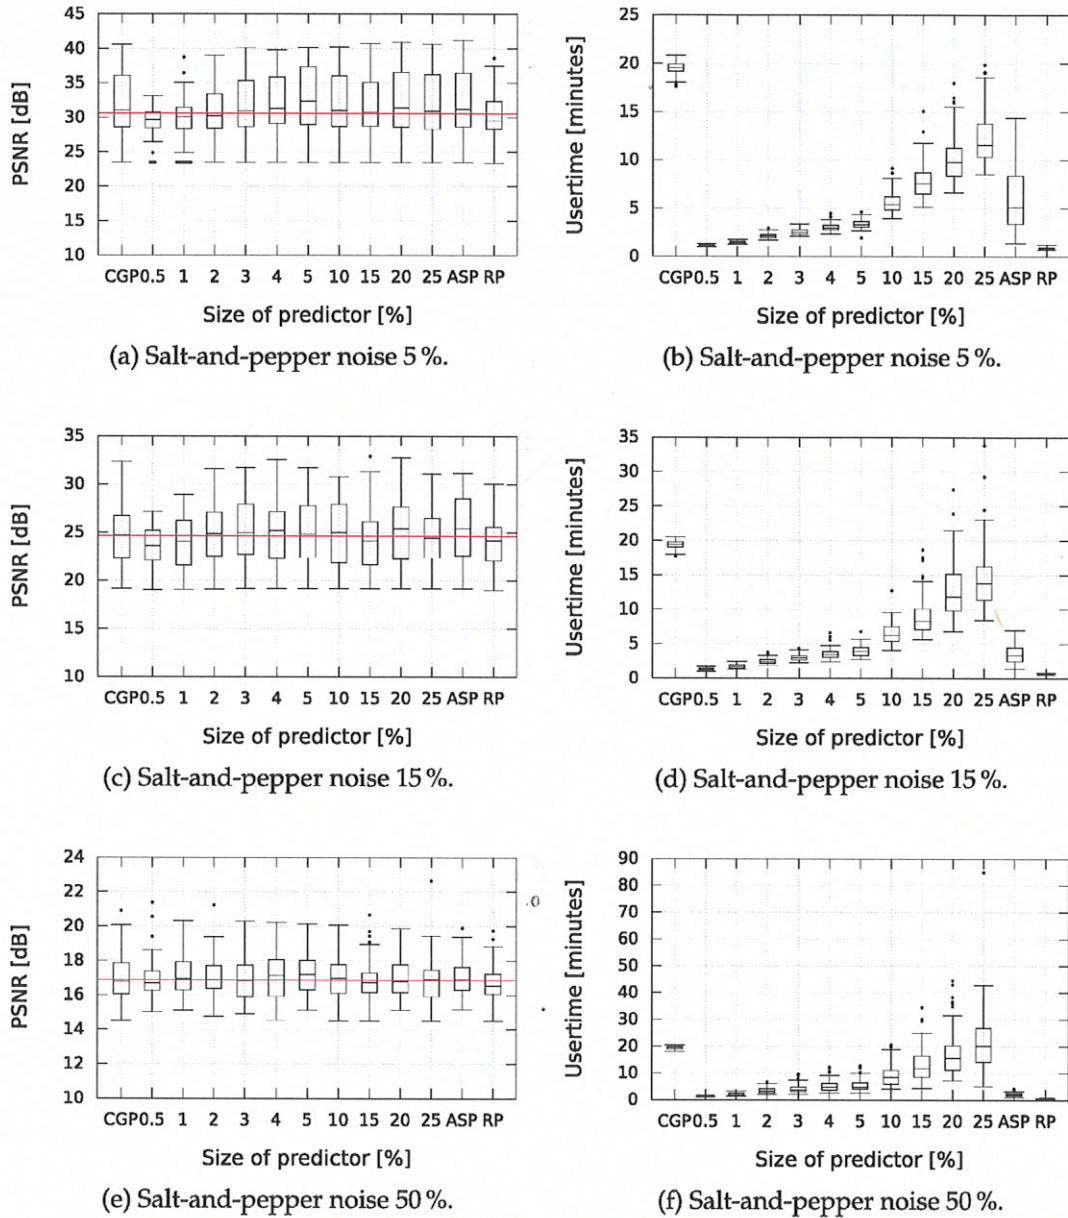 45
40
35
30
25
20
15
10
PSNR [dB]
CGP 0.5 1 2 3 4 5 10 15 20 25 ASP RP
Size of predictor [%]
(a) Salt-and-pepper noise 5 %.
25
20
15
10
5
0
Usertime [minutes]
CGP 0.5 1 2 3 4 5 10 15 20 25 ASP RP
Size of predictor [%]
(b) Salt-and-pepper noise 5 %.
35
30
25
20
15
10
PSNR [dB]
CGP 0.5 1 2 3 4 5 10 15 20 25 ASP RP
Size of predictor [%]
(c) Salt-and-pepper noise 15 %.
35
30
25
20
15
10
5
0
Usertime [minutes]
CGP 0.5 1 2 3 4 5 10 15 20 25 ASP RP
Size of predictor [%]
(d) Salt-and-pepper noise 15 %.
24
22
20
18
16
14
12
10
PSNR [dB]
CGP 0.5 1 2 3 4 5 10 15 20 25 ASP RP
Size of predictor [%]
(e) Salt-and-pepper noise 50 %.
90
80
70
60
50
40
30
20
10
0
Usertime [minutes]
CGP 0.5 1 2 3 4 5 10 15 20 25 ASP RP
Size of predictor [%]
(f) Salt-and-pepper noise 50 %.